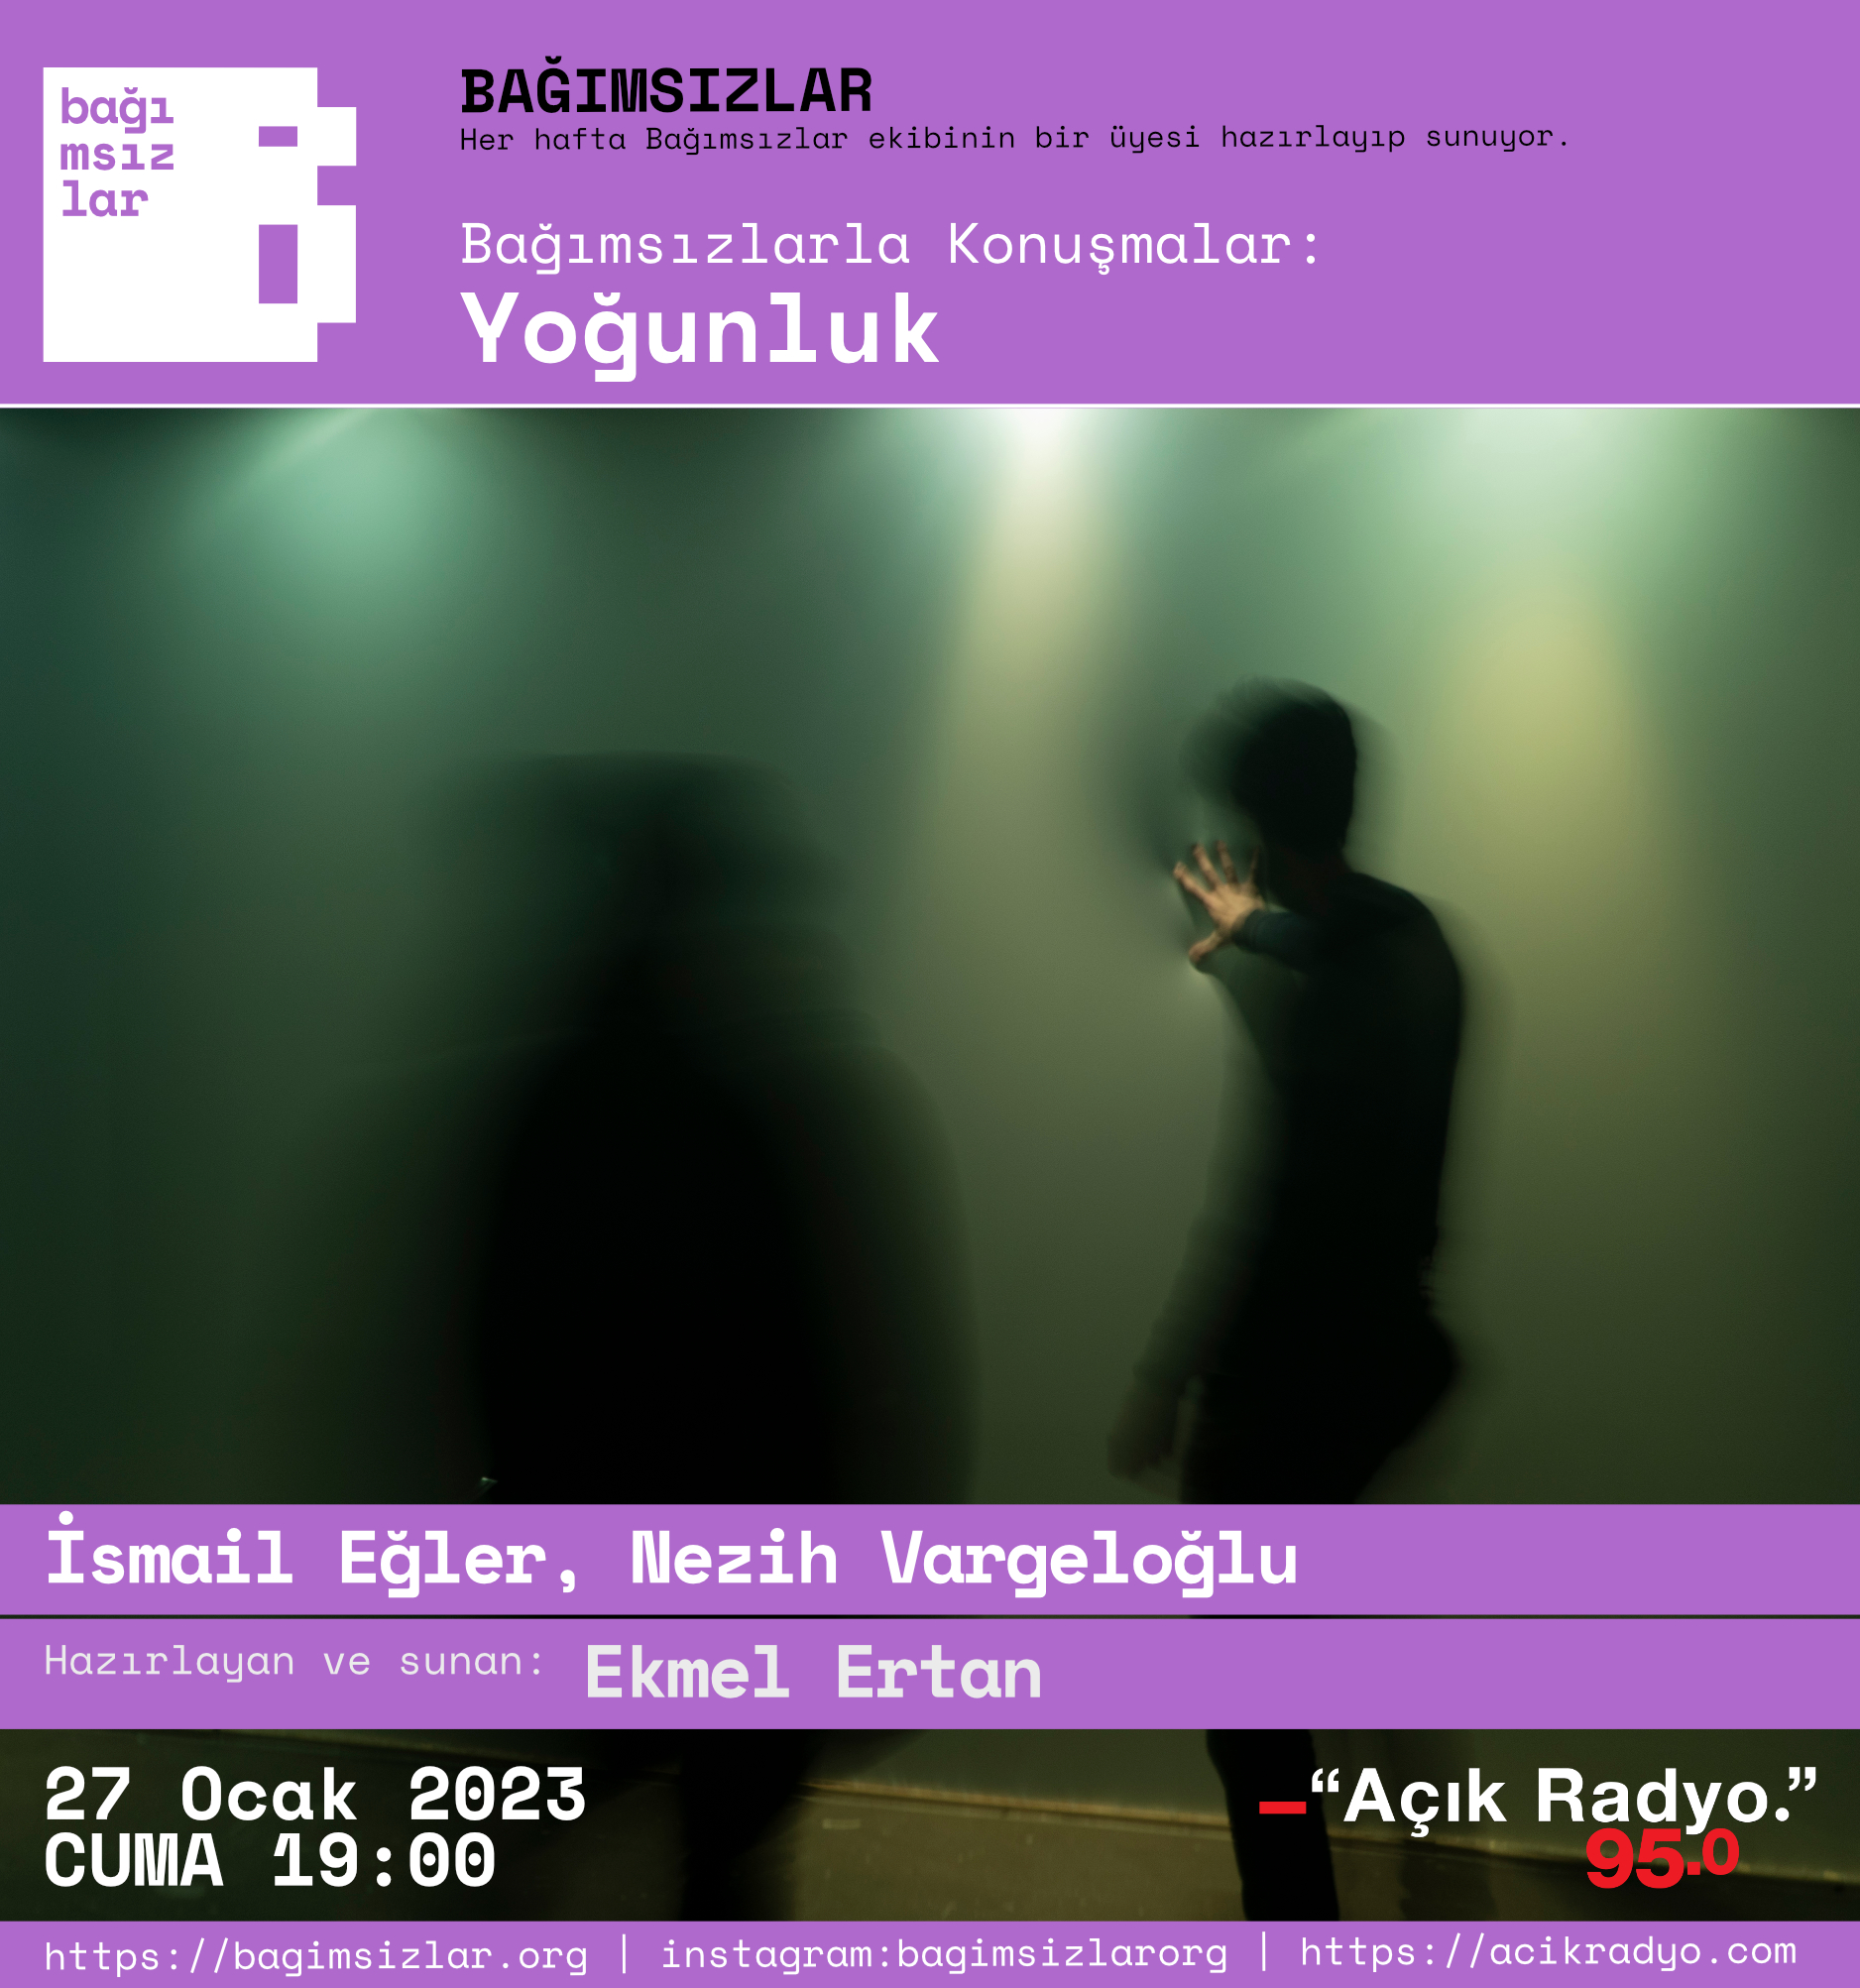 bağı
msız
lar
BAĞIMSIZLAR
Her hafta Bağımsızlar ekibinin bir üyesi hazırlayıp sunuyor.
Bağımsızlarla Konuşmalar:
Yoğunluk
İsmail Eğler, Nezih Vargeloğlu
Hazırlayan ve sunan: Ekmel Ertan
27 Ocak 2023
CUMA 19:00
“Açık Radyo.”
95.0
https://bagimsizlar.org | instagram:bagimsizlarorg | https://acikradyo.com